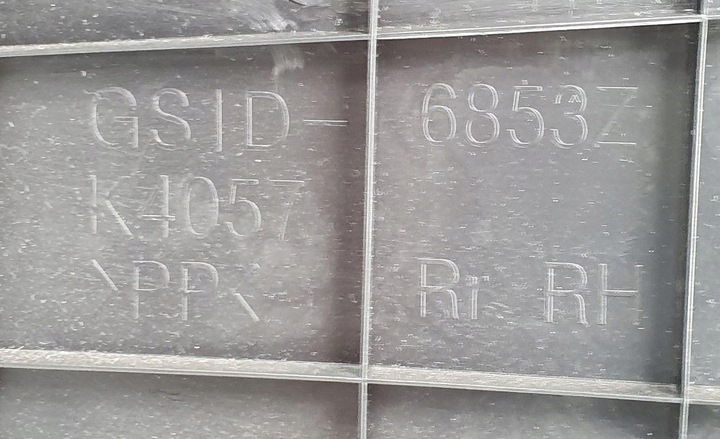 GSID- 6853Z
K4057
>PP< Rr RH